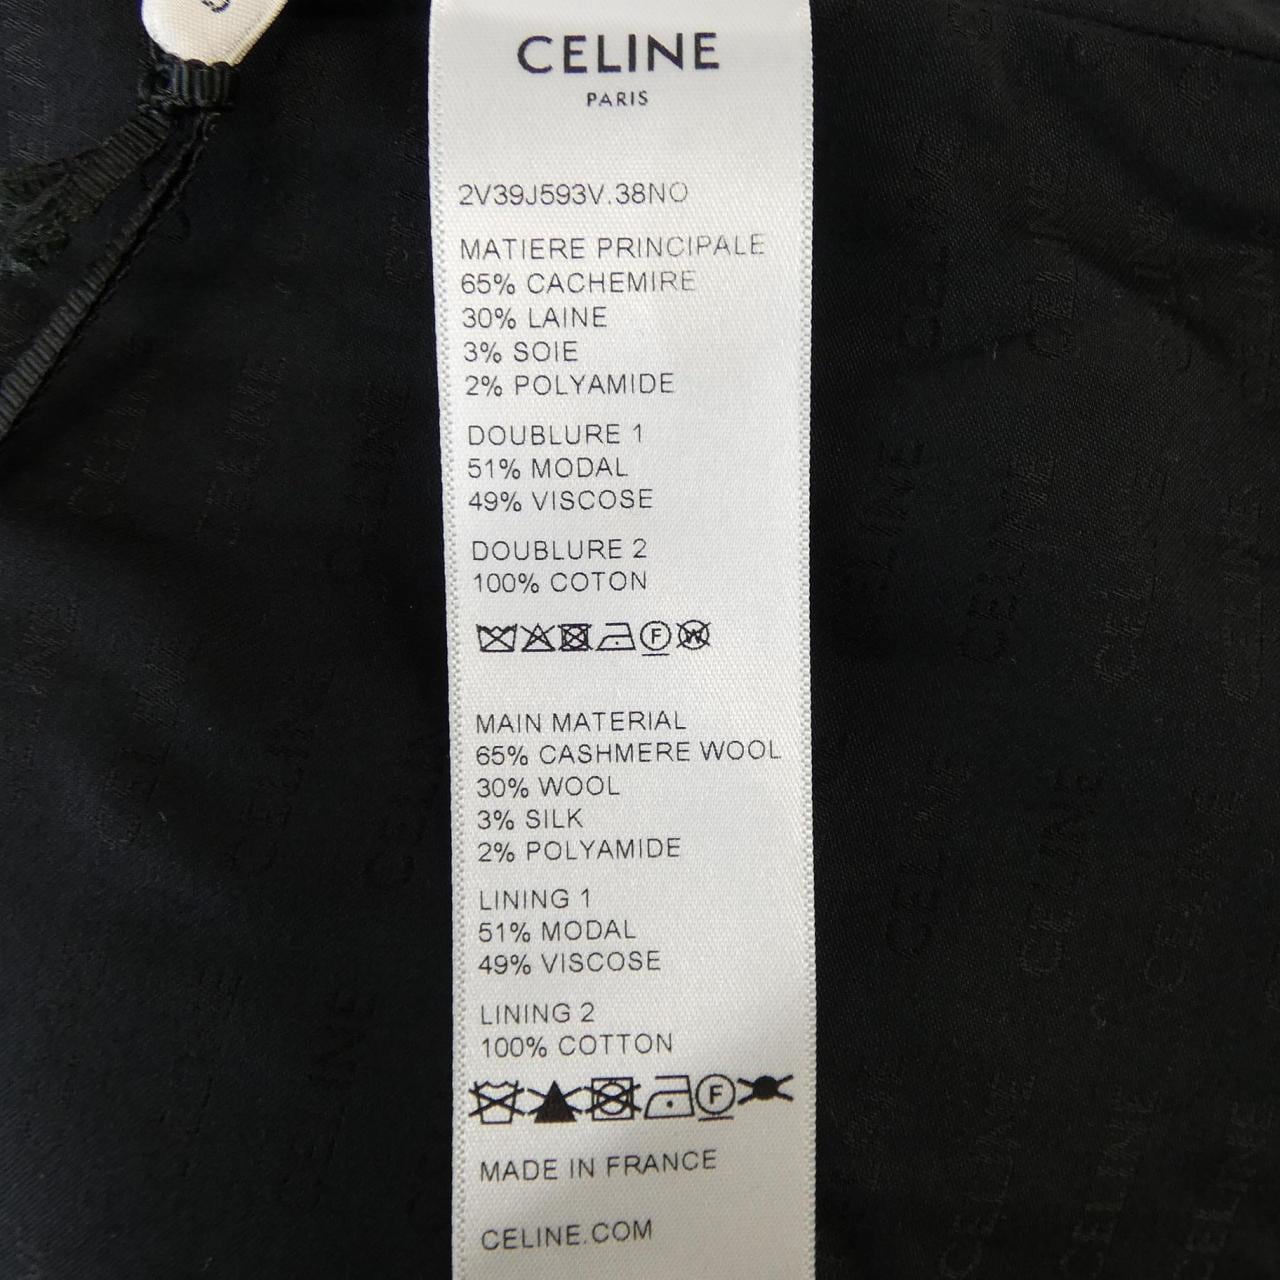 CELINE
PARIS
2V39J593V.38NO
MATIERE PRINCIPALE
65% CACHEMIRE
30% LAINE
3% SOIE
2% POLYAMIDE
DOUBLURE 1
51% MODAL
49% VISCOSE
DOUBLURE 2
100% COTON
F W
MAIN MATERIAL
65% CASHMERE WOOL
30% WOOL
3% SILK
2% POLYAMIDE
LINING 1
51% MODAL
49% VISCOSE
LINING 2
100% COTTON
F
MADE IN FRANCE
CELINE.COM